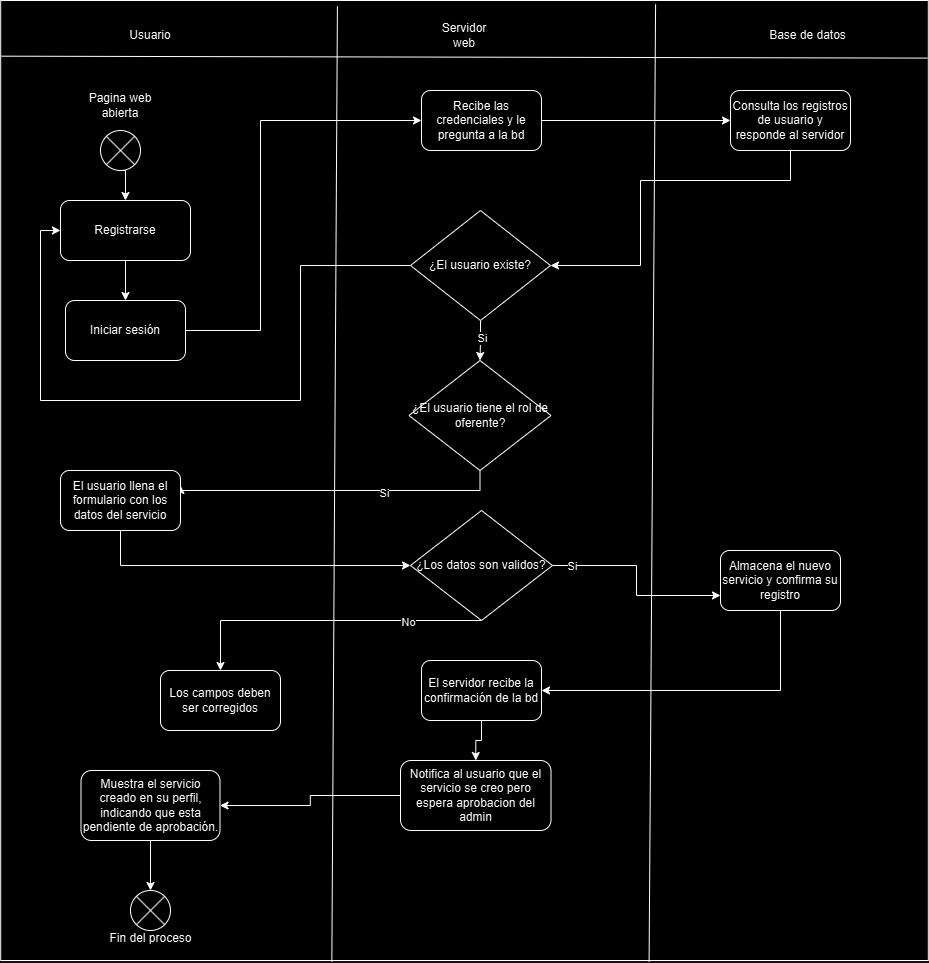 Usuario
Servidor
web
Base de datos
Pagina web
abierta
Recibe las
credenciales y le
pregunta a la bd
Consulta los registros
de usuario y
responde al servidor
Registrarse
¿El usuario existe?
Iniciar sesión
Si
¿El usuario tiene el rol de
oferente?
El usuario llena el
formulario con los
datos del servicio
Si
¿Los datos son validos?
Si
Almacena el nuevo
servicio y confirma su
registro
No
Los campos deben
ser corregidos
El servidor recibe la
confirmación de la bd
Notifica al usuario que el
servicio se creo pero
espera aprobacion del
admin
Muestra el servicio
creado en su perfil,
indicando que esta
pendiente de aprobación.
Fin del proceso